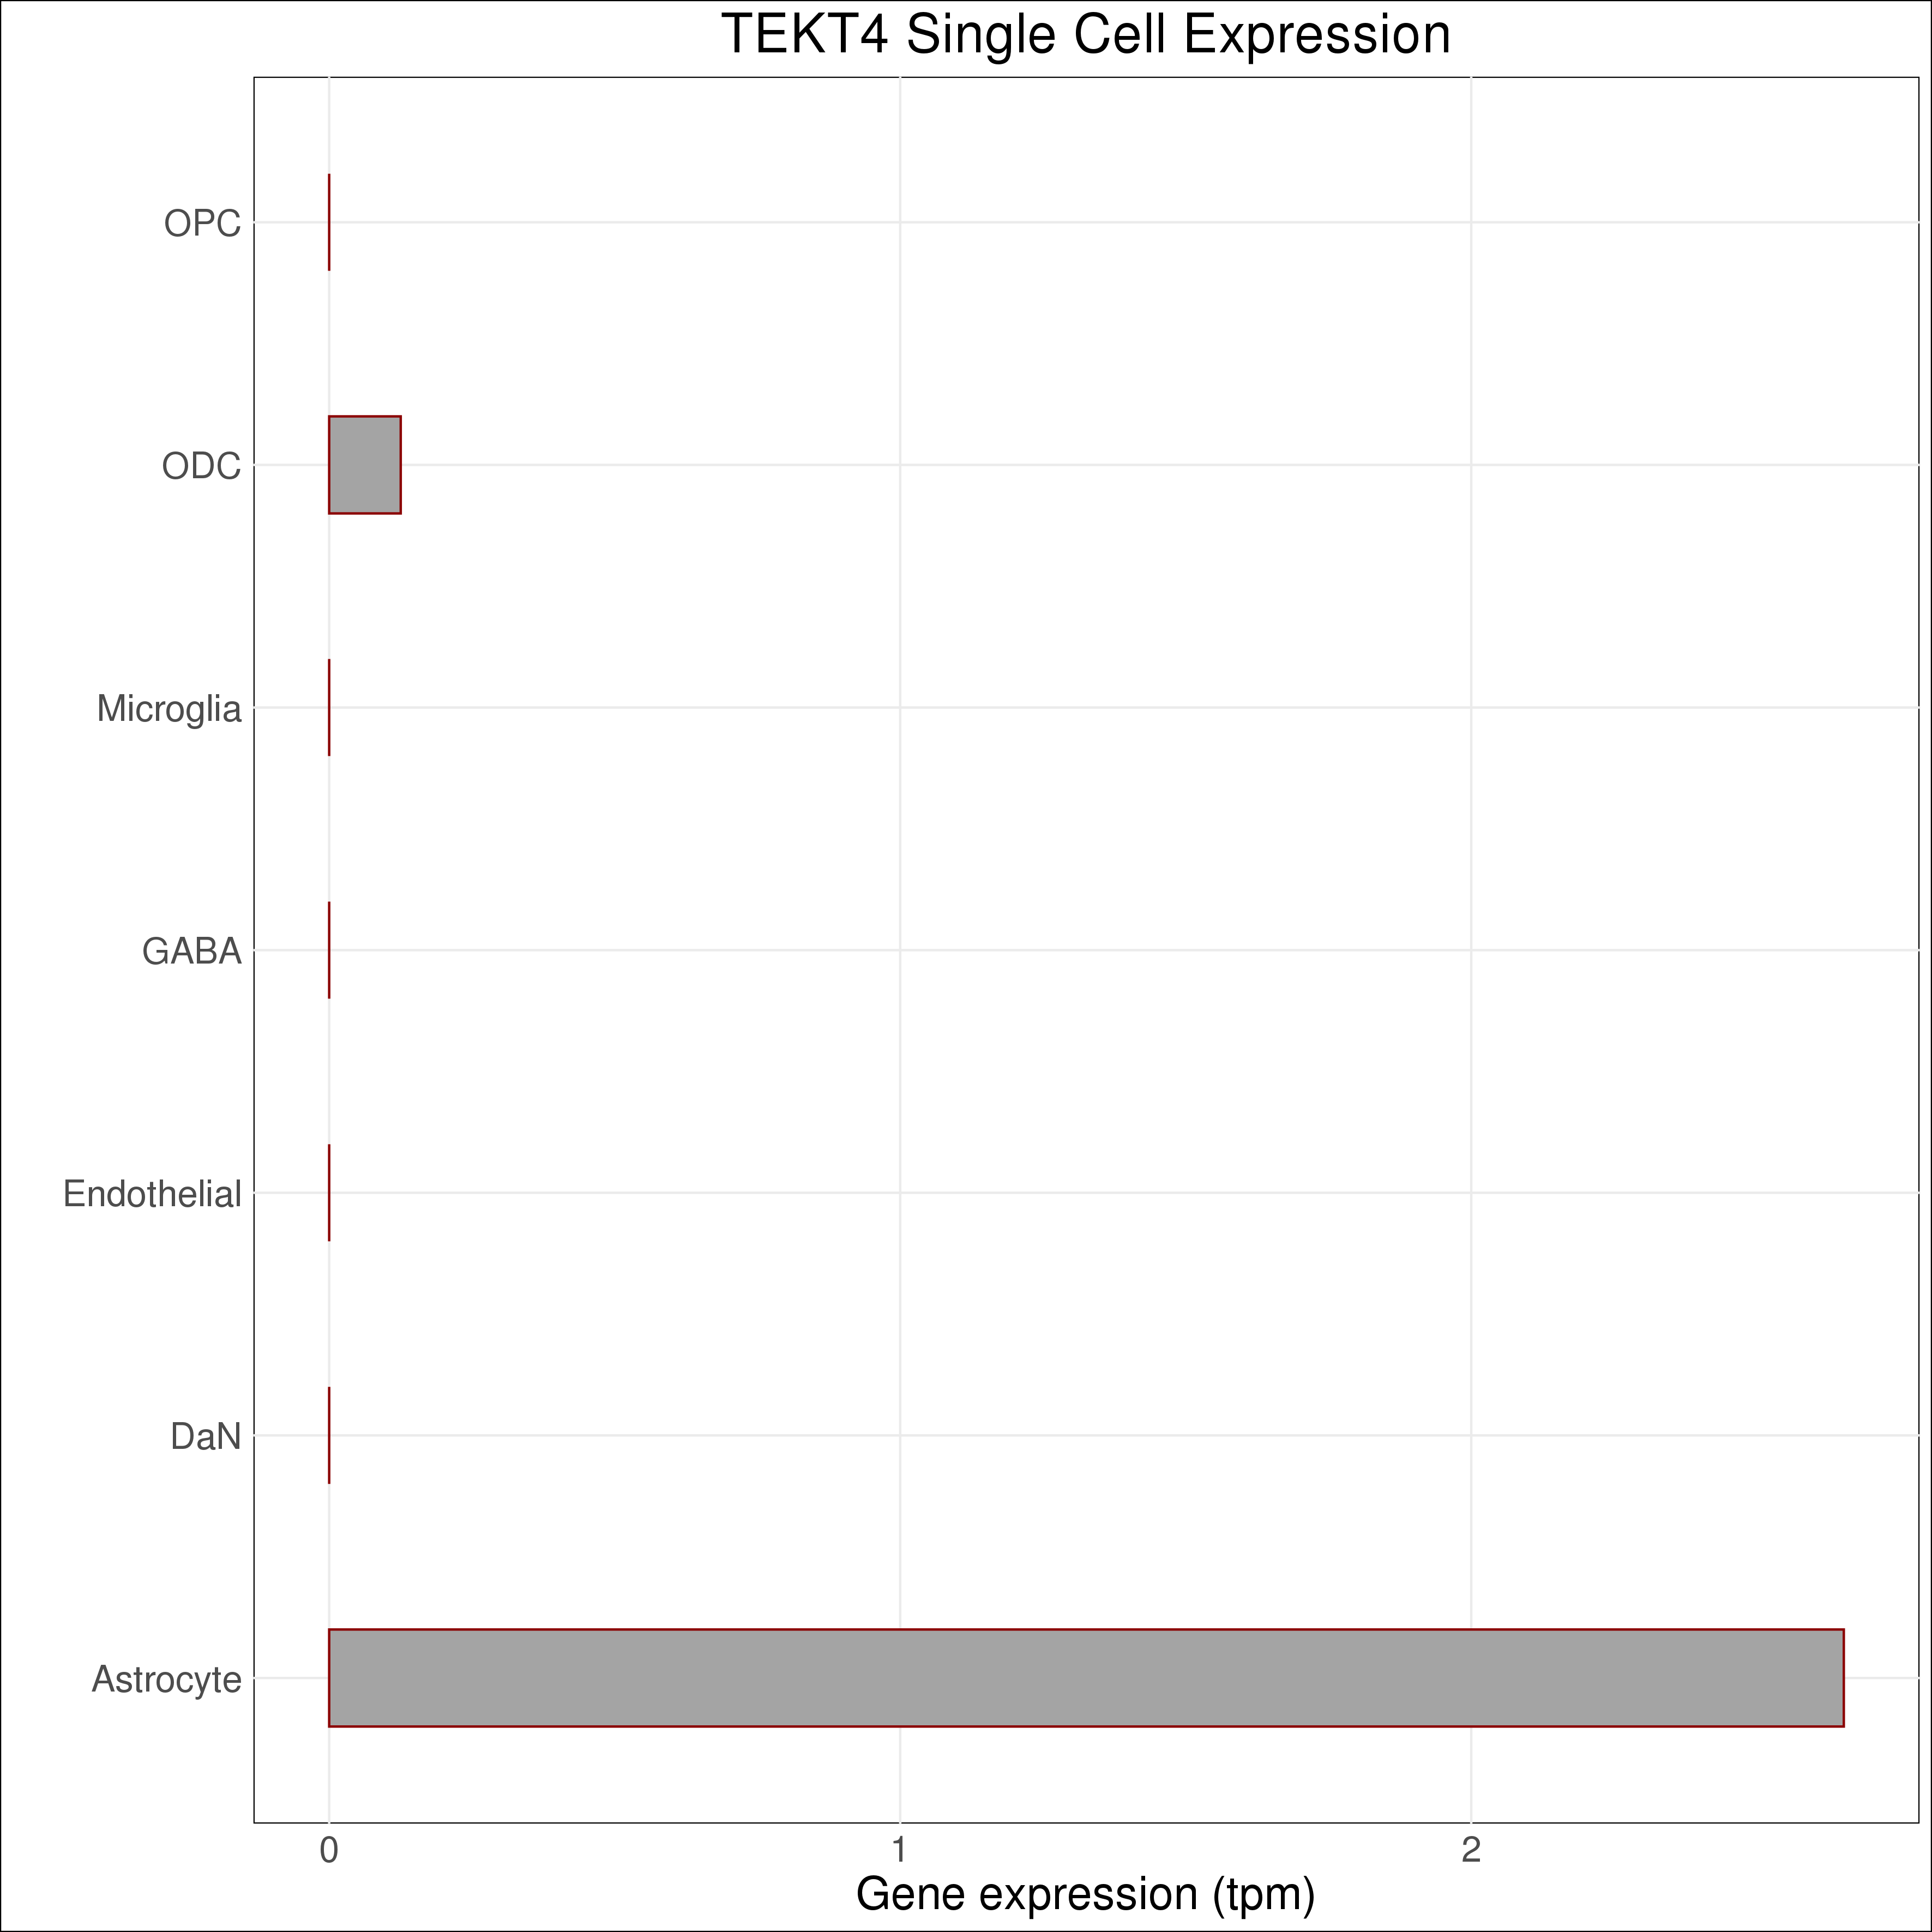 TEKT4 Single Cell Expression
OPC
ODC
Microglia
GABA
Endothelial
DaN
Astrocyte
0 1 2
Gene expression (tpm)